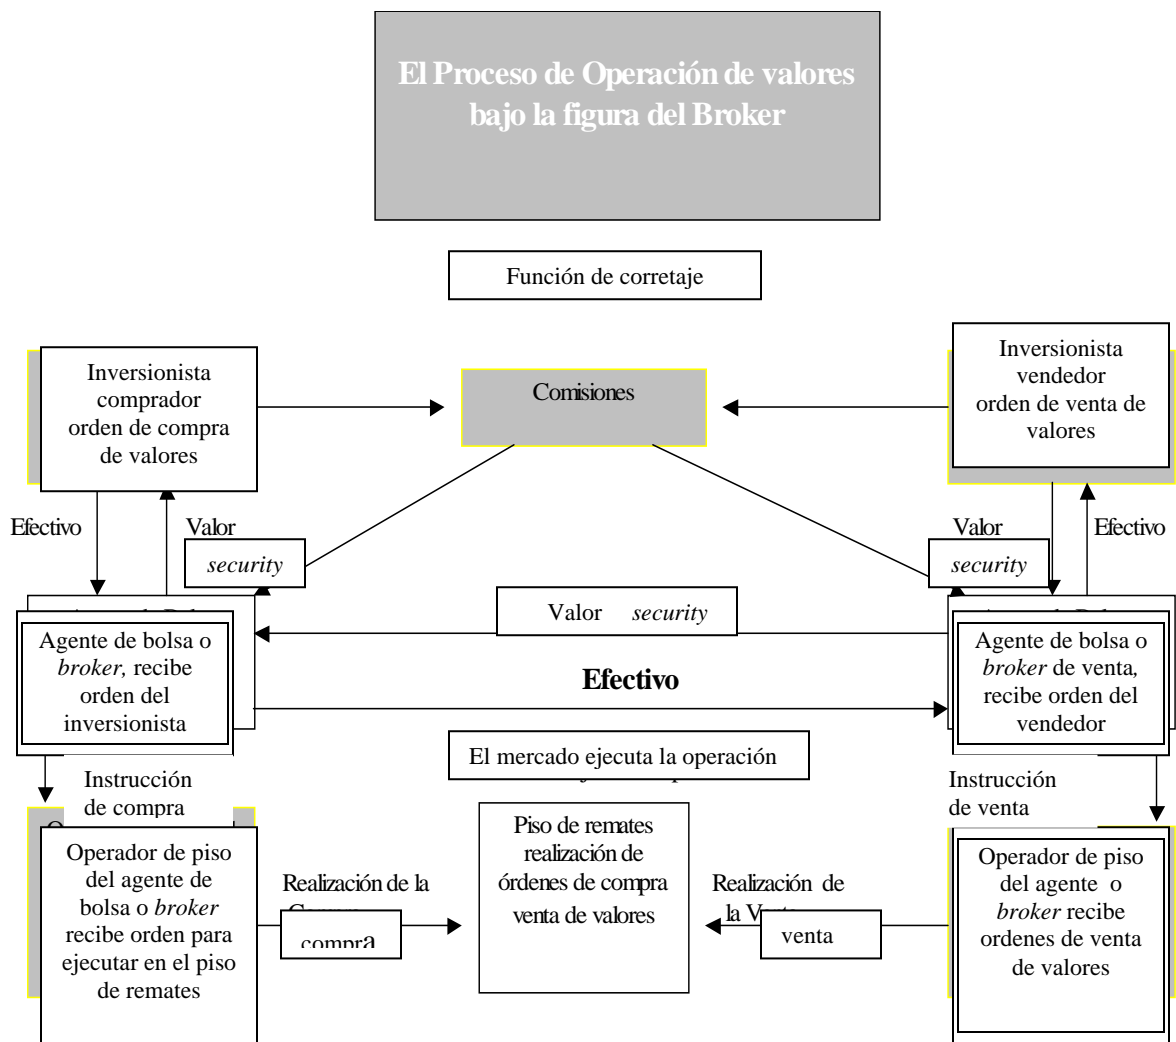 El Proceso de Operación de valores
bajo la figura del Broker
Función de corretaje
Inversionista
comprador
orden de compra
de valores
Comisiones
Inversionista
vendedor
orden de venta de
valores
Efectivo
Valor
security
Valor
security
Efectivo
Valor security
Agente de bolsa o
broker, recibe
orden del
inversionista
Efectivo
Agente de bolsa o
broker de venta,
recibe orden del
vendedor
El mercado ejecuta la operación
Instrucción
de compra
Instrucción
de venta
Operador de piso
del agente de
bolsa o broker
recibe orden para
ejecutar en el piso
de remates
Realización de la
compra
Piso de remates
realización de
órdenes de compra
venta de valores
Realización de
la Venta
venta
Operador de piso
del agente o
broker recibe
ordenes de venta
de valores